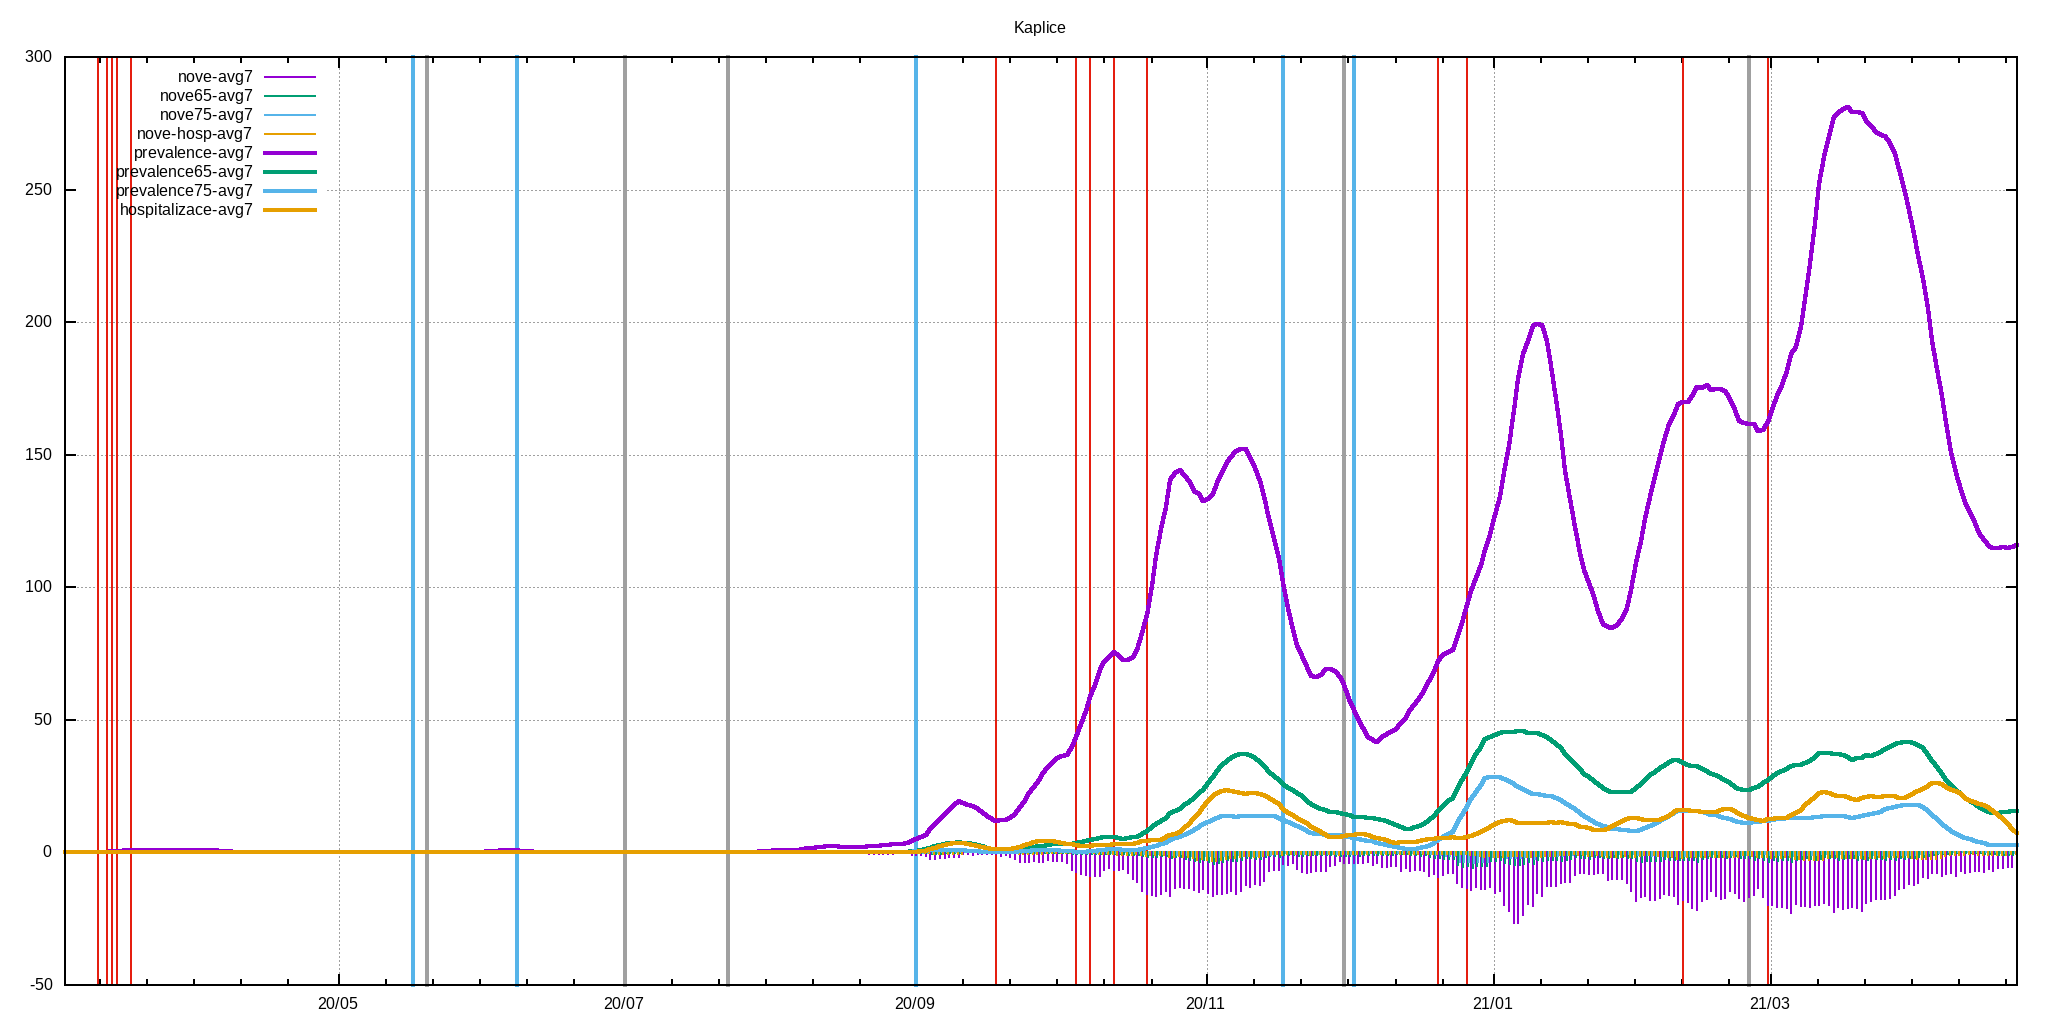 Kaplice
300
250
200
150
100
50
0
-50
nove-avg7
nove65-avg7
nove75-avg7
nove-hosp-avg7
prevalence-avg7
prevalence65-avg7
prevalence75-avg7
hospitalizace-avg7
20/05
20/07
20/09
20/11
21/01
21/03